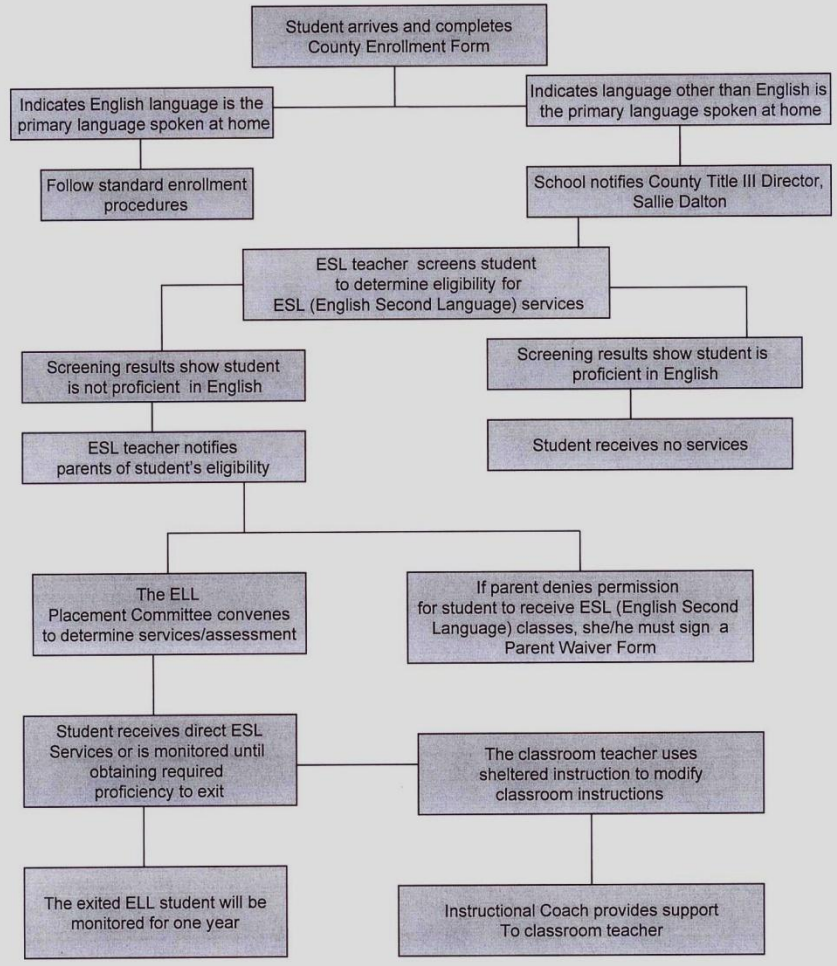 Student arrives and completes
County Enrollment Form
Indicates English language is the
primary language spoken at home
Indicates language other than English is
the primary language spoken at home
Follow standard enrollment
procedures
School notifies County Title III Director,
Sallie Dalton
ESL teacher screens student
to determine eligibility for
ESL (English Second Language) services
Screening results show student
is not proficient in English
Screening results show student is
proficient in English
ESL teacher notifies
parents of student's eligibility
Student receives no services
The ELL
Placement Committee convenes
to determine services/assessment
If parent denies permission
for student to receive ESL (English Second
Language) classes, she/he must sign a
Parent Waiver Form
Student receives direct ESL
Services or is monitored until
obtaining required
proficiency to exit
The classroom teacher uses
sheltered instruction to modify
classroom instructions
The exited ELL student will be
monitored for one year
Instructional Coach provides support
To classroom teacher